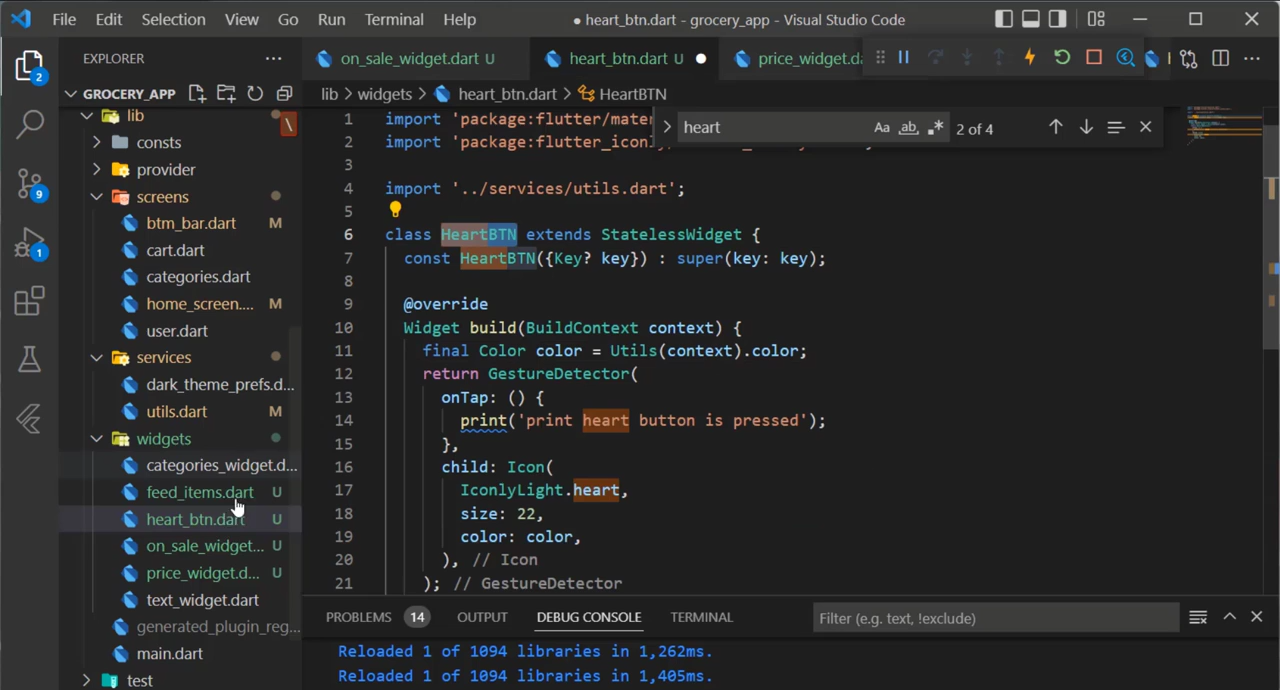 File Edit Selection View Go Run Terminal Help
● heart_btn.dart - grocery_app - Visual Studio Code
EXPLORER
GROCERY_APP
lib
consts
provider
screens
btm_bar.dart M
cart.dart
categories.dart
home_screen.... M
user.dart
services
dark_theme_prefs.d...
utils.dart M
widgets
categories_widget.d...
feed_items.dart U
heart_btn.dart U
on_sale_widget... U
price_widget.d... U
text_widget.dart
generated_plugin_reg...
main.dart
test
2
9
1
on_sale_widget.dart U
heart_btn.dart U ●
price_widget.da
lib > widgets > heart_btn.dart > HeartBTN
heart Aa ab 2 of 4
1 import 'package:flutter/mater
2 import 'package:flutter_iconly
3
4 import '../services/utils.dart';
5
6 class HeartBTN extends StatelessWidget {
7 const HeartBTN({Key? key}) : super(key: key);
8
9 @override
10 Widget build(BuildContext context) {
11 final Color color = Utils(context).color;
12 return GestureDetector(
13 onTap: () {
14 print('print heart button is pressed');
15 },
16 child: Icon(
17 IconlyLight.heart,
18 size: 22,
19 color: color,
20 ), // Icon
21 ); // GestureDetector
PROBLEMS 14 OUTPUT DEBUG CONSOLE TERMINAL
Filter (e.g. text, !exclude)
Reloaded 1 of 1094 libraries in 1,262ms.
Reloaded 1 of 1094 libraries in 1,405ms.